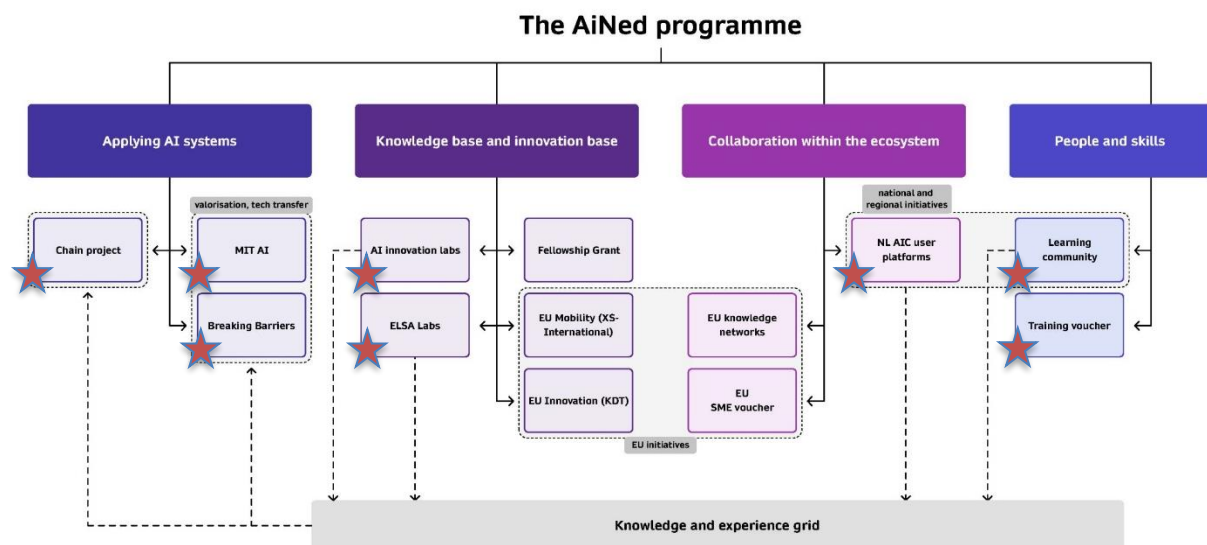 The AiNed programme
Applying AI systems
Knowledge base and innovation base
Collaboration within the ecosystem
People and skills
valorisation, tech transfer
national and
regional initiatives
Chain project
MIT AI
AI innovation labs
Fellowship Grant
NL AIC user
platforms
Learning
community
Breaking Barriers
ELSA Labs
EU Mobility (XS-
International)
EU knowledge
networks
Training voucher
EU Innovation (KDT)
EU
SME voucher
EU initiatives
Knowledge and experience grid